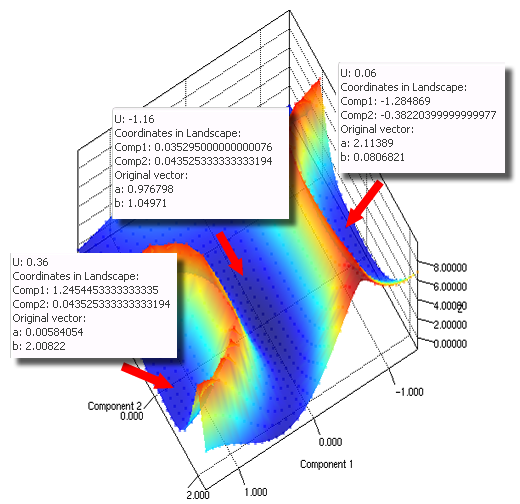 U: 0.06
Coordinates in Landscape:
Comp1: -1.284869
Comp2: -0.38220399999999977
Original vector:
a: 2.11389
b: 0.0806821
U: -1.16
Coordinates in Landscape:
Comp1: 0.035295000000000076
Comp2: 0.043525333333333194
Original vector:
a: 0.976798
b: 1.04971
U: 0.36
Coordinates in Landscape:
Comp1: 1.2454453333333335
Comp2: 0.043525333333333194
Original vector:
a: 0.00584054
b: 2.00822
8.00000
6.00000
4.00000
2.00000
0.00000
Z
-1.000
0.000
1.000
Component 1
Component 2
0.000
2.000